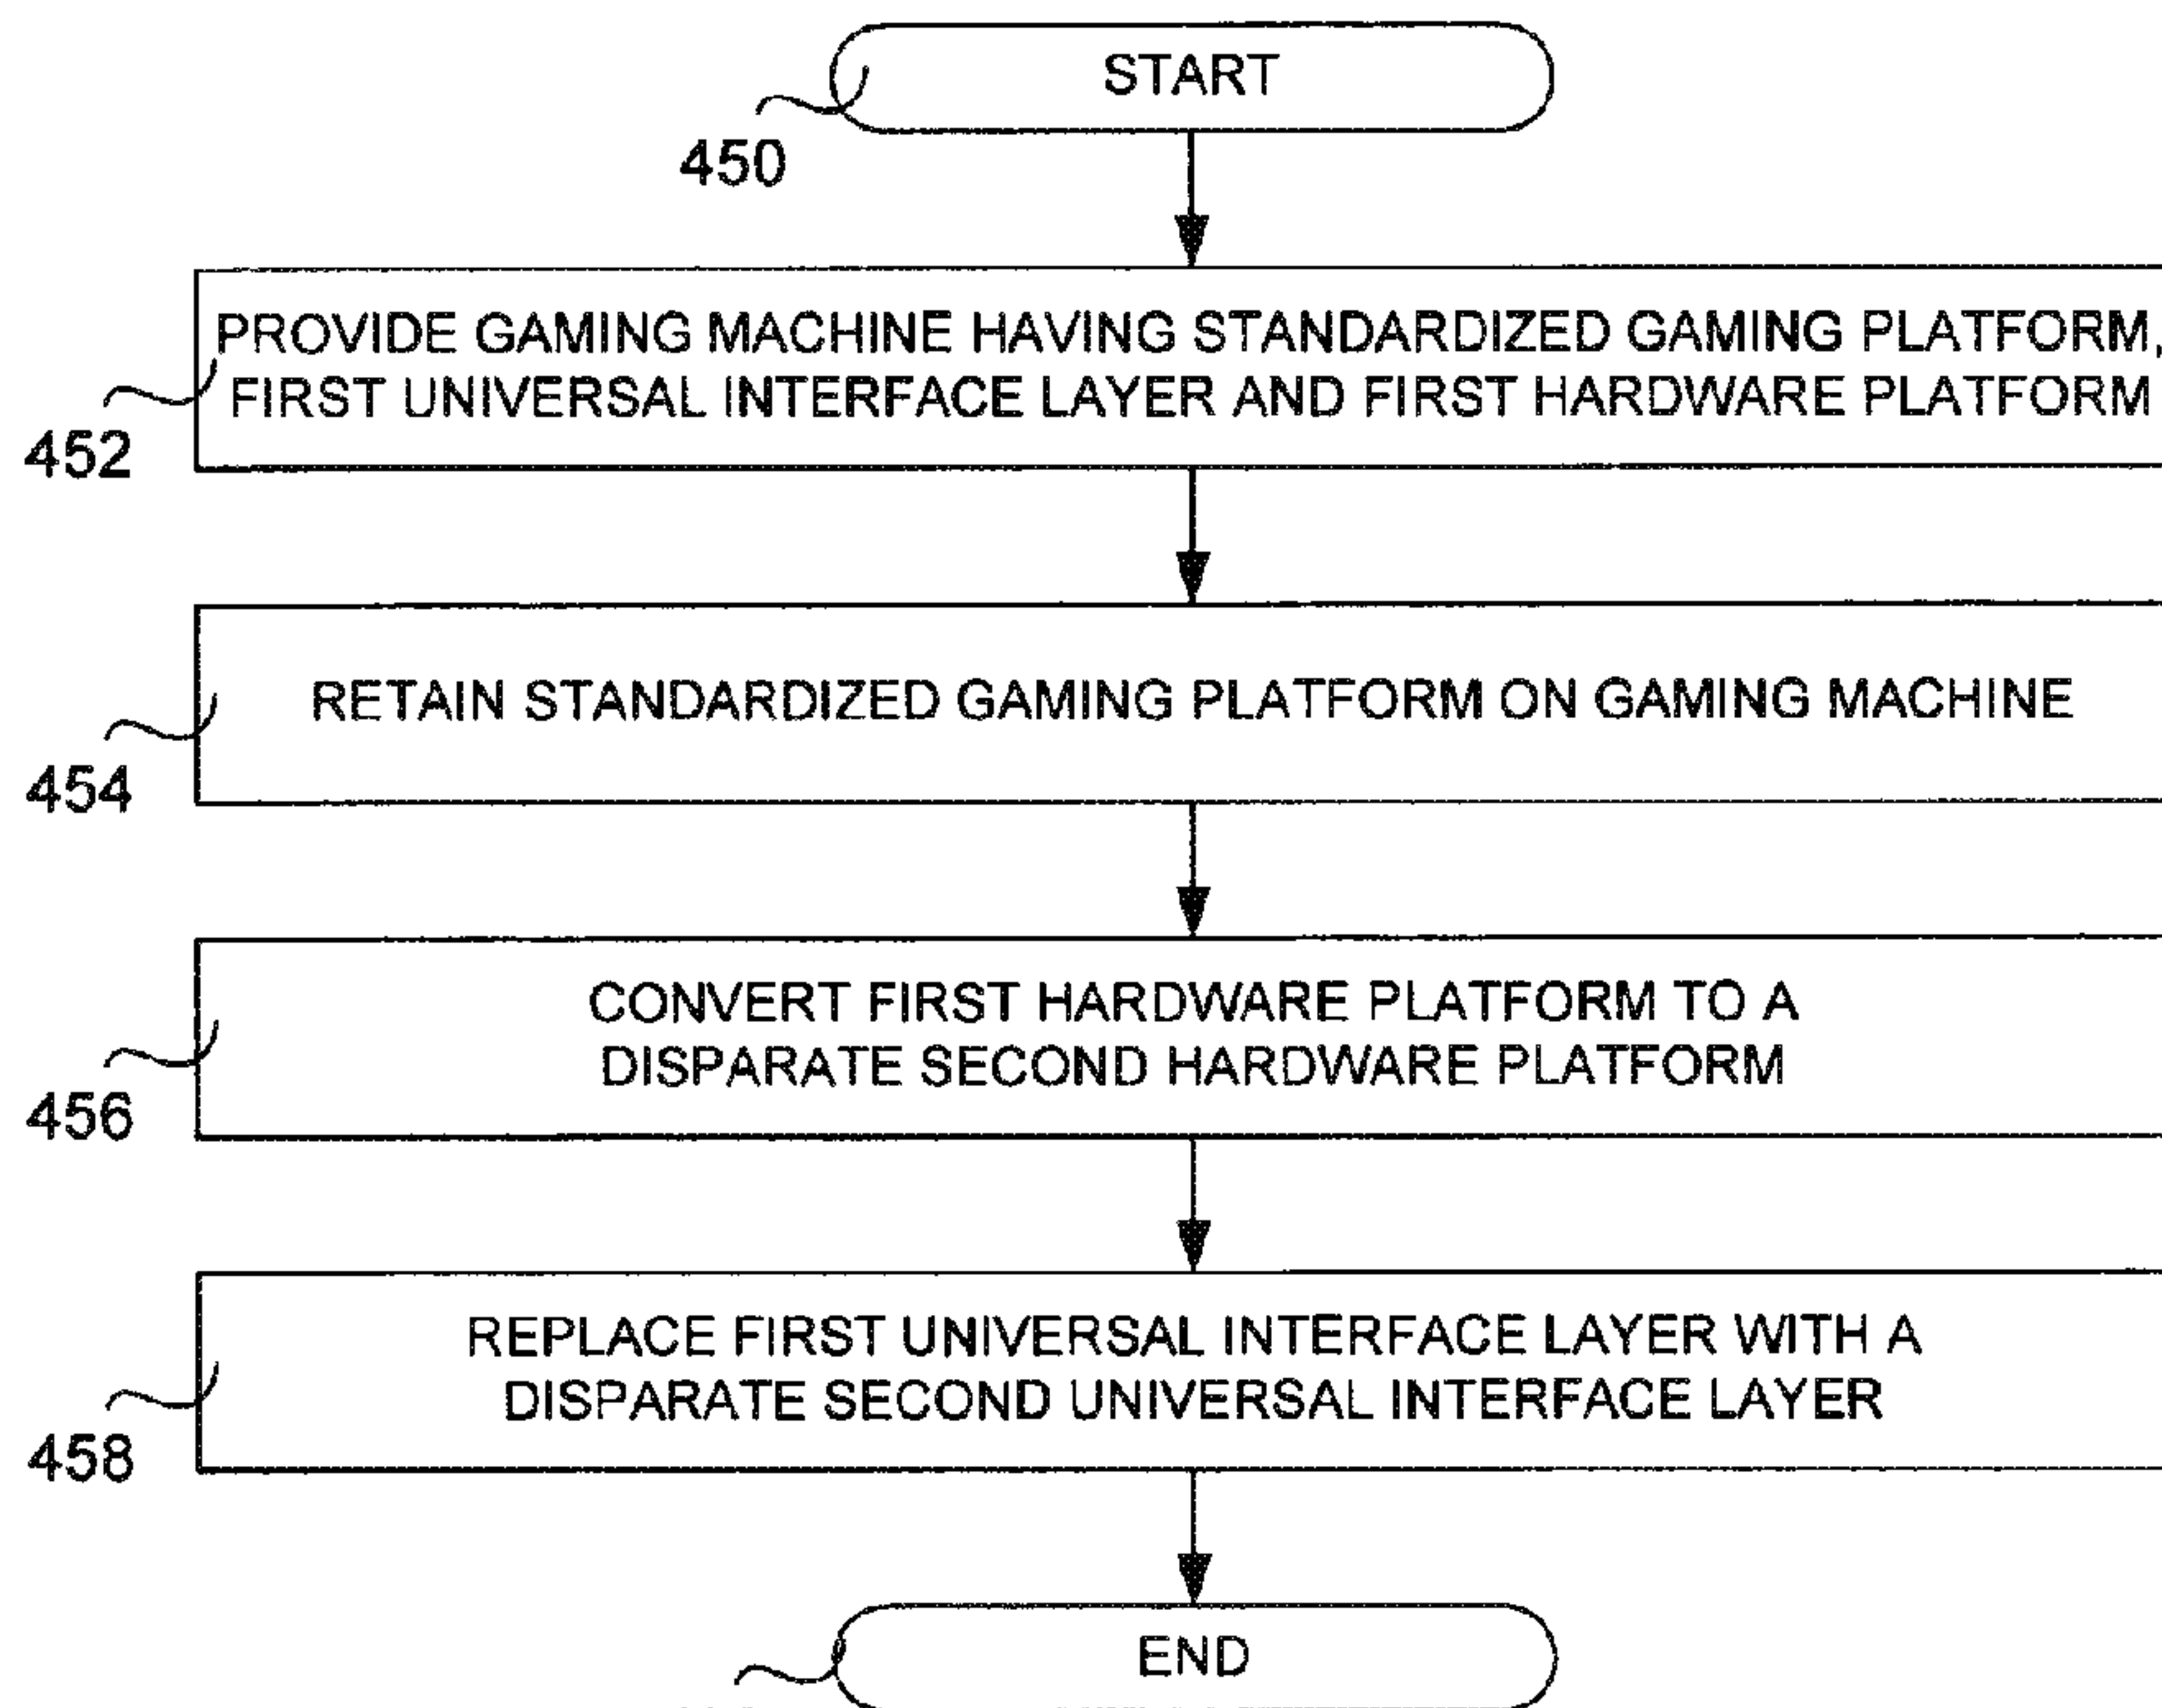 START
450
PROVIDE GAMING MACHINE HAVING STANDARDIZED GAMING PLATFORM,
FIRST UNIVERSAL INTERFACE LAYER AND FIRST HARDWARE PLATFORM
452
RETAIN STANDARDIZED GAMING PLATFORM ON GAMING MACHINE
454
CONVERT FIRST HARDWARE PLATFORM TO A
DISPARATE SECOND HARDWARE PLATFORM
456
REPLACE FIRST UNIVERSAL INTERFACE LAYER WITH A
DISPARATE SECOND UNIVERSAL INTERFACE LAYER
458
END